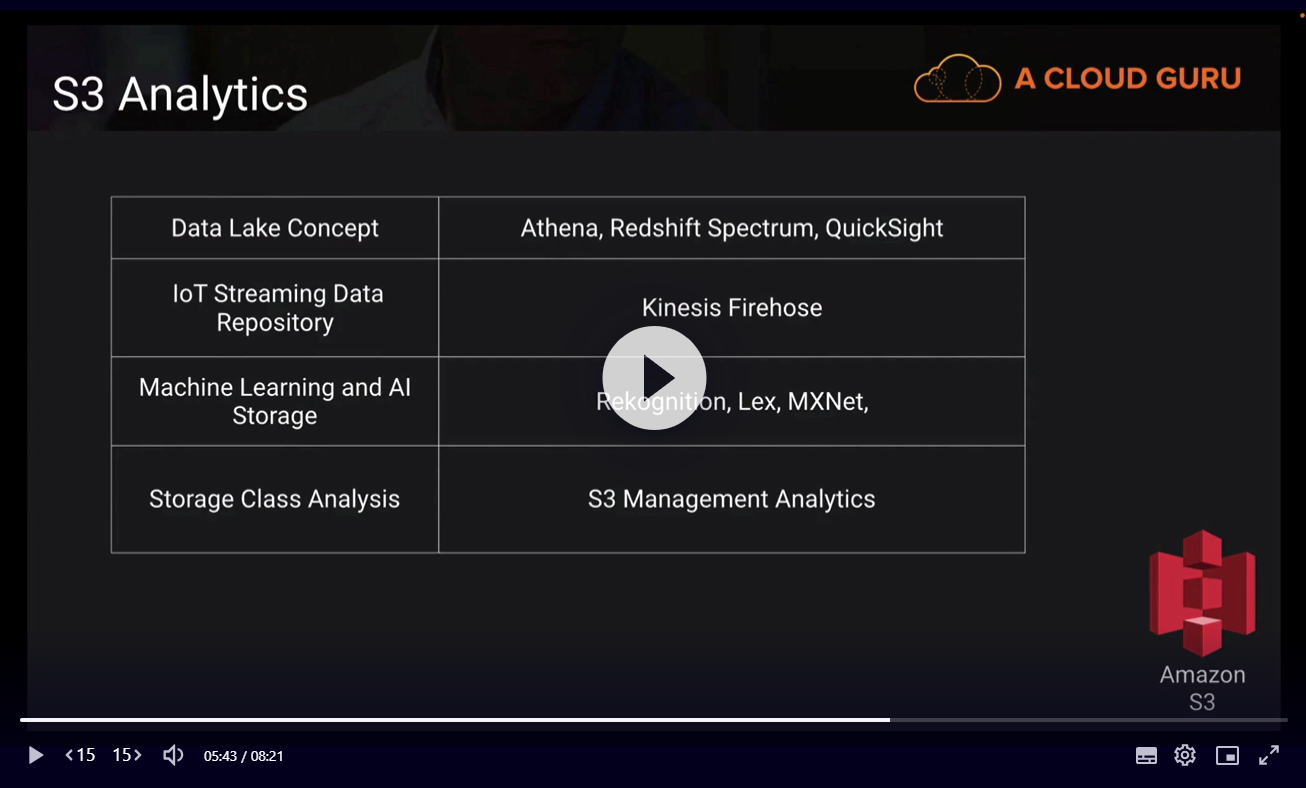 S3 Analytics
A CLOUD GURU
Data Lake Concept
Athena, Redshift Spectrum, QuickSight
IoT Streaming Data
Repository
Kinesis Firehose
Machine Learning and AI
Storage
Rekognition, Lex, MXNet,
Storage Class Analysis
S3 Management Analytics
Amazon
S3
15
15
05:43 / 08:21